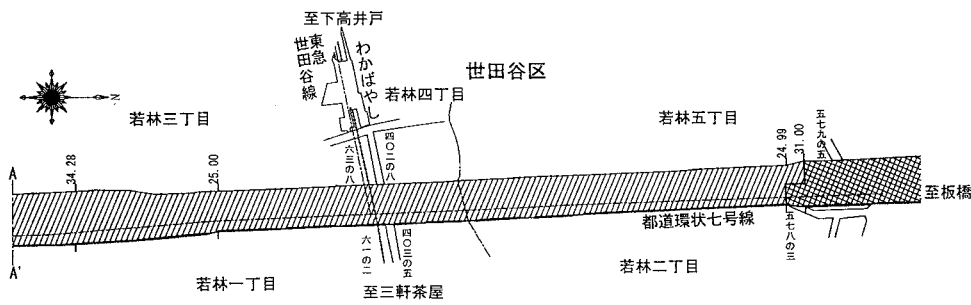 至下高井戸
東急
世田谷線
わかばやし
世田谷区
若林四丁目
N
若林三丁目
若林五丁目
五七九の五
六三の八
四〇二の八
24.99
31.00
A
34.28
25.00
至板橋
都道環状七号線
五七八の三
A'
六一の二
四〇三の五
若林一丁目
若林二丁目
至三軒茶屋